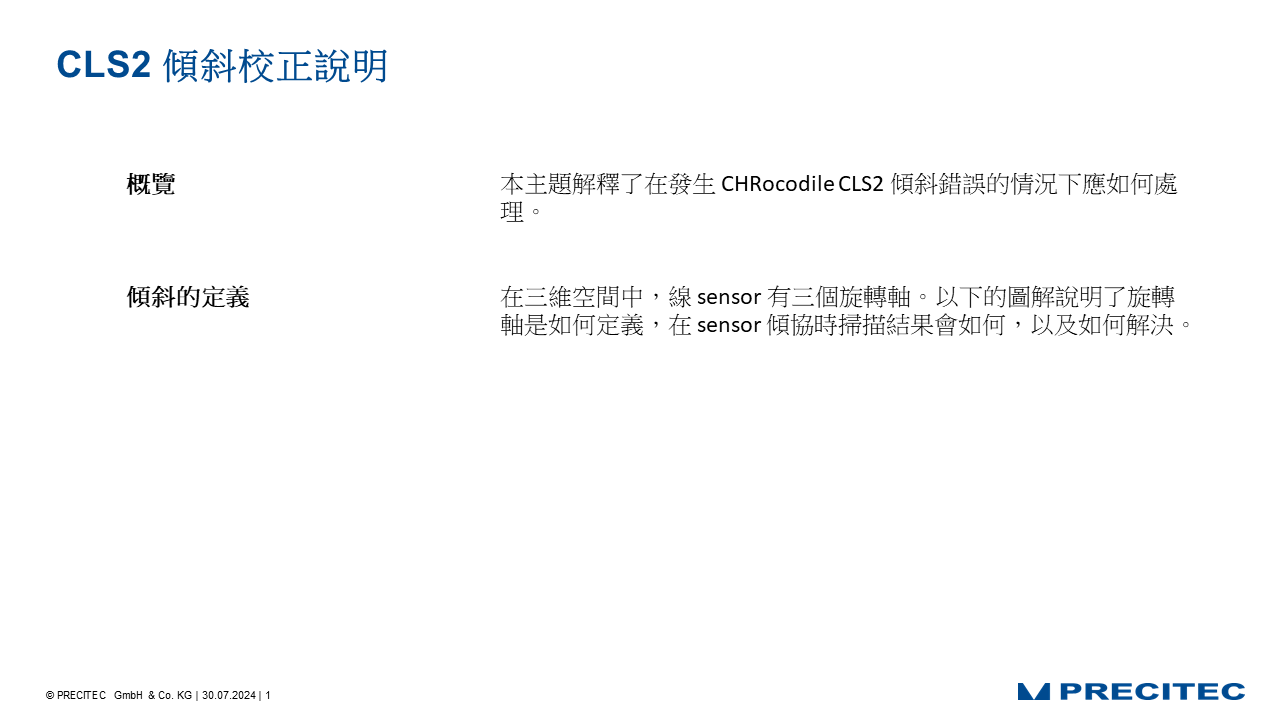 CLS2 傾斜校正說明
概覽
本主題解釋了在發生 CHRocodile CLS2 傾斜錯誤的情況下應如何處
理。
傾斜的定義
在三維空間中，線 sensor 有三個旋轉軸。以下的圖解說明了旋轉
軸是如何定義，在 sensor 傾協時掃描結果會如何，以及如何解決。
© PRECITEC GmbH & Co. KG | 30.07.2024 | 1
PRECITEC